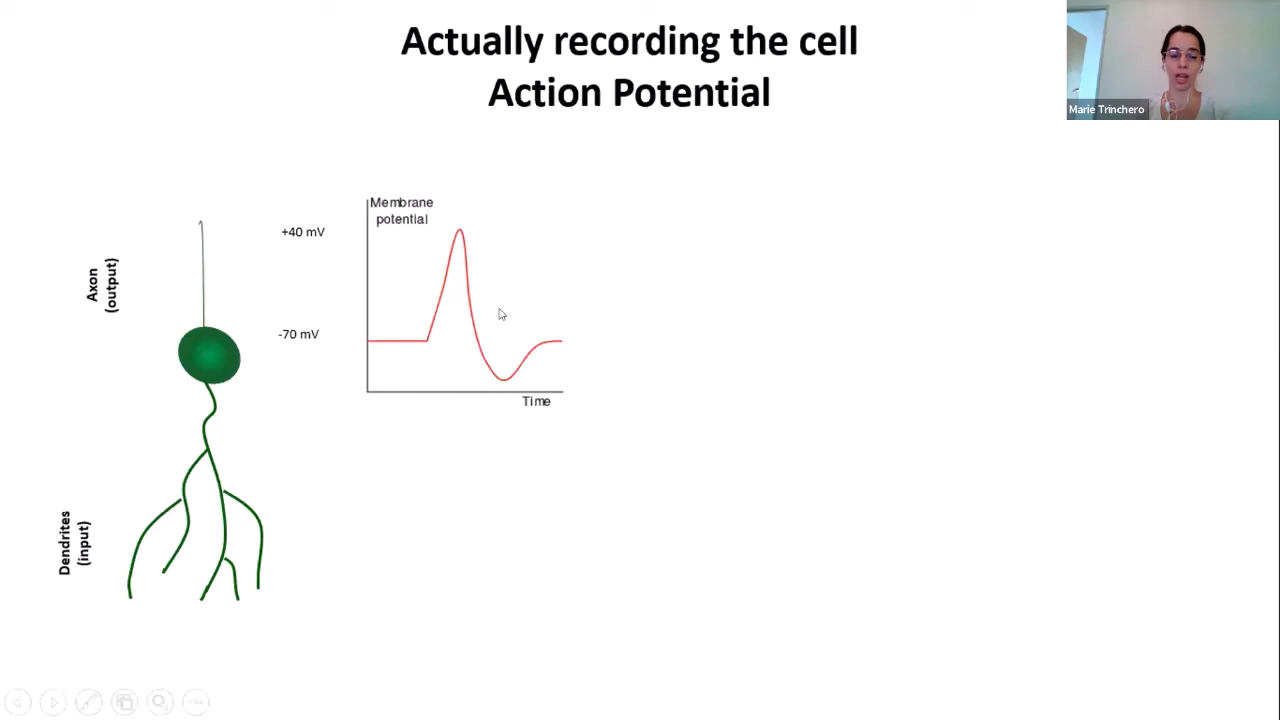 Actually recording the cell
Action Potential
Marie Trinchero
Membrane
potential
+40 mV
-70 mV
Time
Axon
(output)
Dendrites
(input)